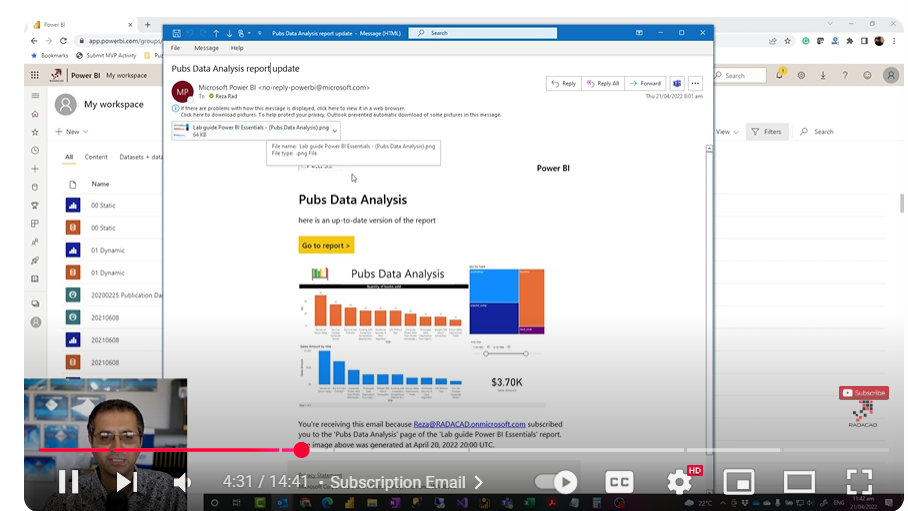 Power BI
app.powerbi.com/groups
Bookmarks Submit MVP Activity
Pubs Data Analysis report update - Message (HTML)
Search
File Message Help
Pubs Data Analysis report update
MP
Microsoft Power BI <no-reply-powerbi@microsoft.com>
To Reza Rad
Reply Reply All Forward
Thu 21/04/2022 8:01 am
If there are problems with how this message is displayed, click here to view it in a web browser.
Click here to download pictures. To help protect your privacy, Outlook prevented automatic download of some pictures in this message.
Lab guide Power BI Essentials - (Pubs Data Analysis).png
64 KB
File name: Lab guide Power BI Essentials - (Pubs Data Analysis).png
File type: .png File
Power BI My workspace
Search
My workspace
New
View Filters Search
All Content Datasets + data
Name
00 Static
00 Static
01 Dynamic
01 Dynamic
20200225 Publication Da
20210608
20210608
20210608
Power BI
Pubs Data Analysis
here is an up-to-date version of the report
Go to report >
Pubs Data Analysis
$3.70K
You're receiving this email because Reza@RADACAD.onmicrosoft.com subscribed
you to the 'Pubs Data Analysis' page of the 'Lab guide Power BI Essentials' report.
image above was generated at April 20, 2022 20:00 UTC.
Privacy Statement
Subscribe
RADACAD
4:31 / 14:41 • Subscription Email
CC
HD
22°C
11:42 am
21/04/2022